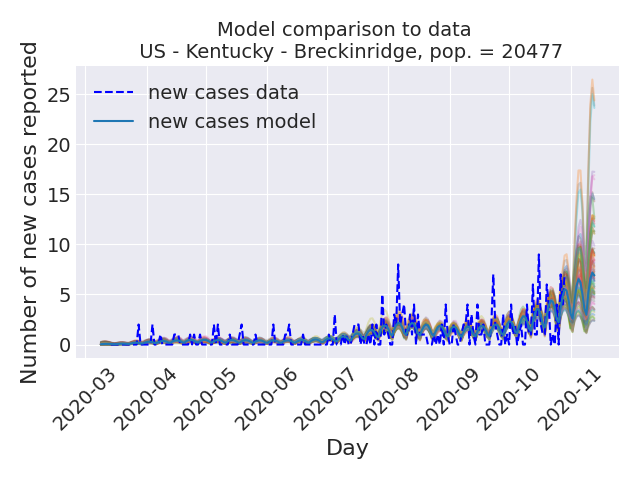 Model comparison to data
US - Kentucky - Breckinridge, pop. = 20477
Number of new cases reported
new cases data
new cases model
25
20
15
10
5
0
2020-03
2020-04
2020-05
2020-06
2020-07
2020-08
2020-09
2020-10
2020-11
Day